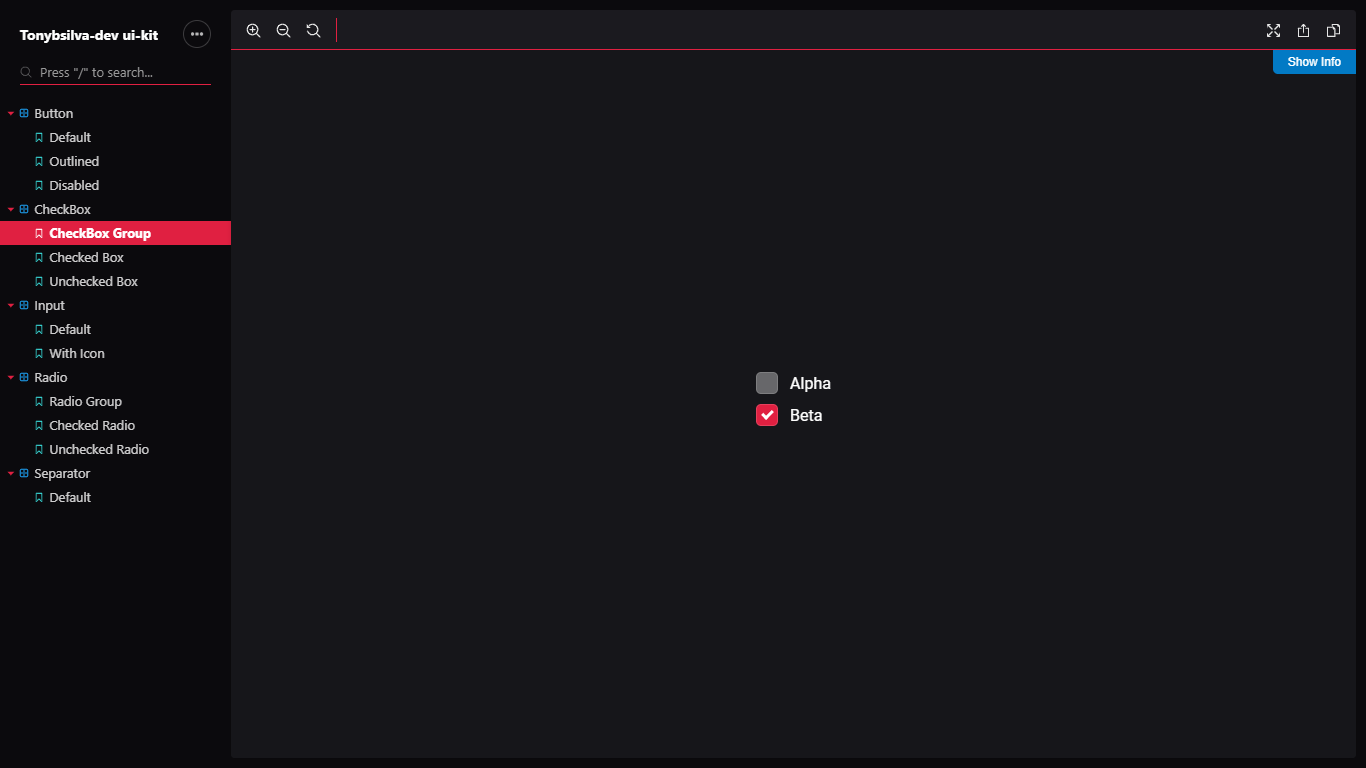 Tonybsilva-dev ui-kit
Press "/" to search...
Button
Default
Outlined
Disabled
CheckBox
CheckBox Group
Checked Box
Unchecked Box
Input
Default
With Icon
Radio
Radio Group
Checked Radio
Unchecked Radio
Separator
Default
Show Info
Alpha
Beta